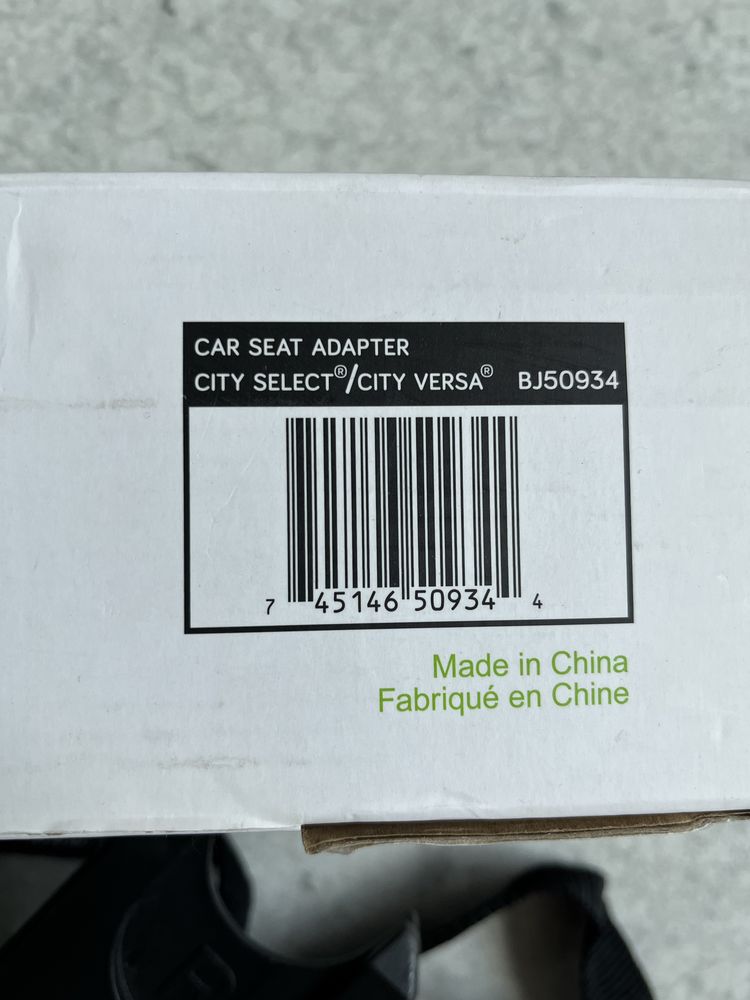 CAR SEAT ADAPTER
CITY SELECT®/CITY VERSA® BJ50934
7 45146 50934 4
Made in China
Fabriqué en Chine